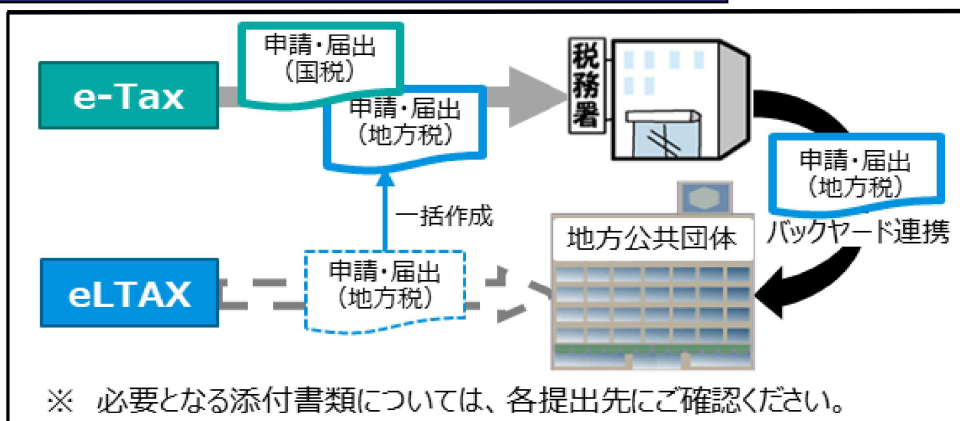 申請・届出
（国税）
e-Tax
申請・届出
（地方税）
税務署
申請・届出
（地方税）
一括作成
バックヤード連携
地方公共団体
申請・届出
（地方税）
eLTAX
※ 必要となる添付書類については、各提出先にご確認ください。